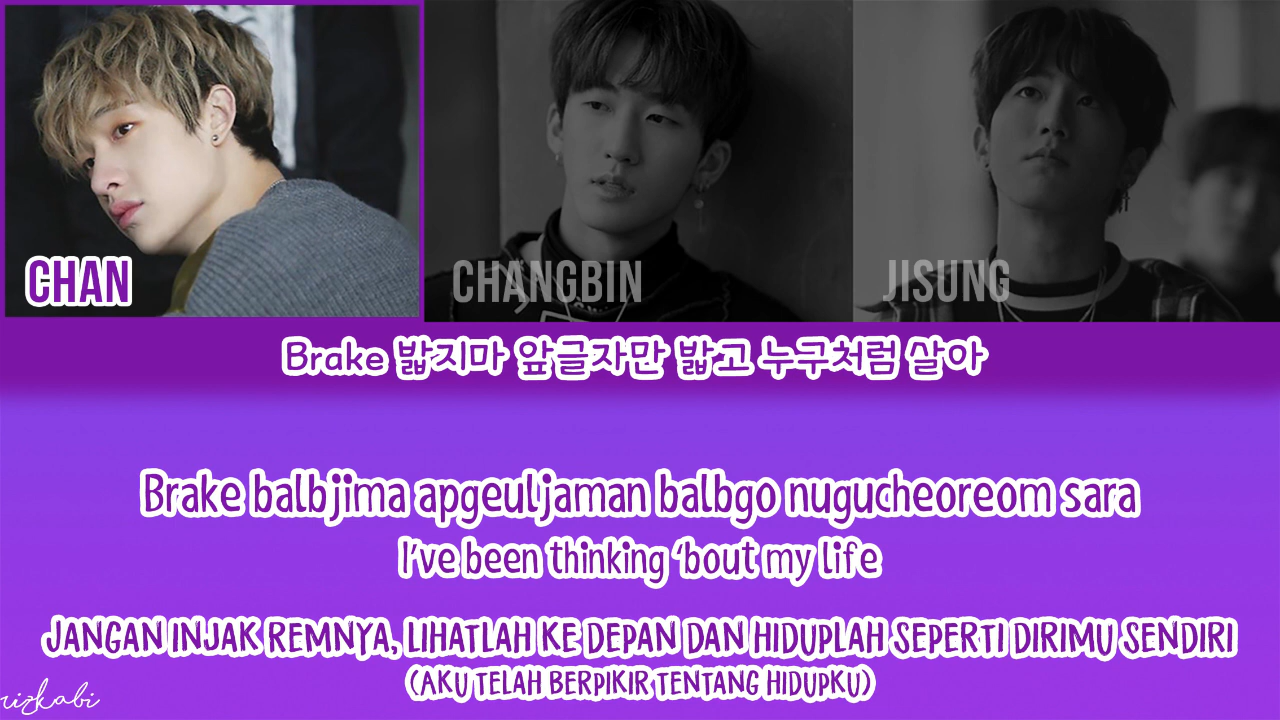 CHAN
CHANGBIN
JISUNG
Brake 밟지마 앞글자만 밟고 누구처럼 살아
Brake balbjima apgeuljaman balbgo nugucheoreom sara
I've been thinking 'bout my life
JANGAN INJAK REMNYA, LIHATLAH KE DEPAN DAN HIDUPLAH SEPERTI DIRIMU SENDIRI
(AKU TELAH BERPIKIR TENTANG HIDUPKU)
rizkabi